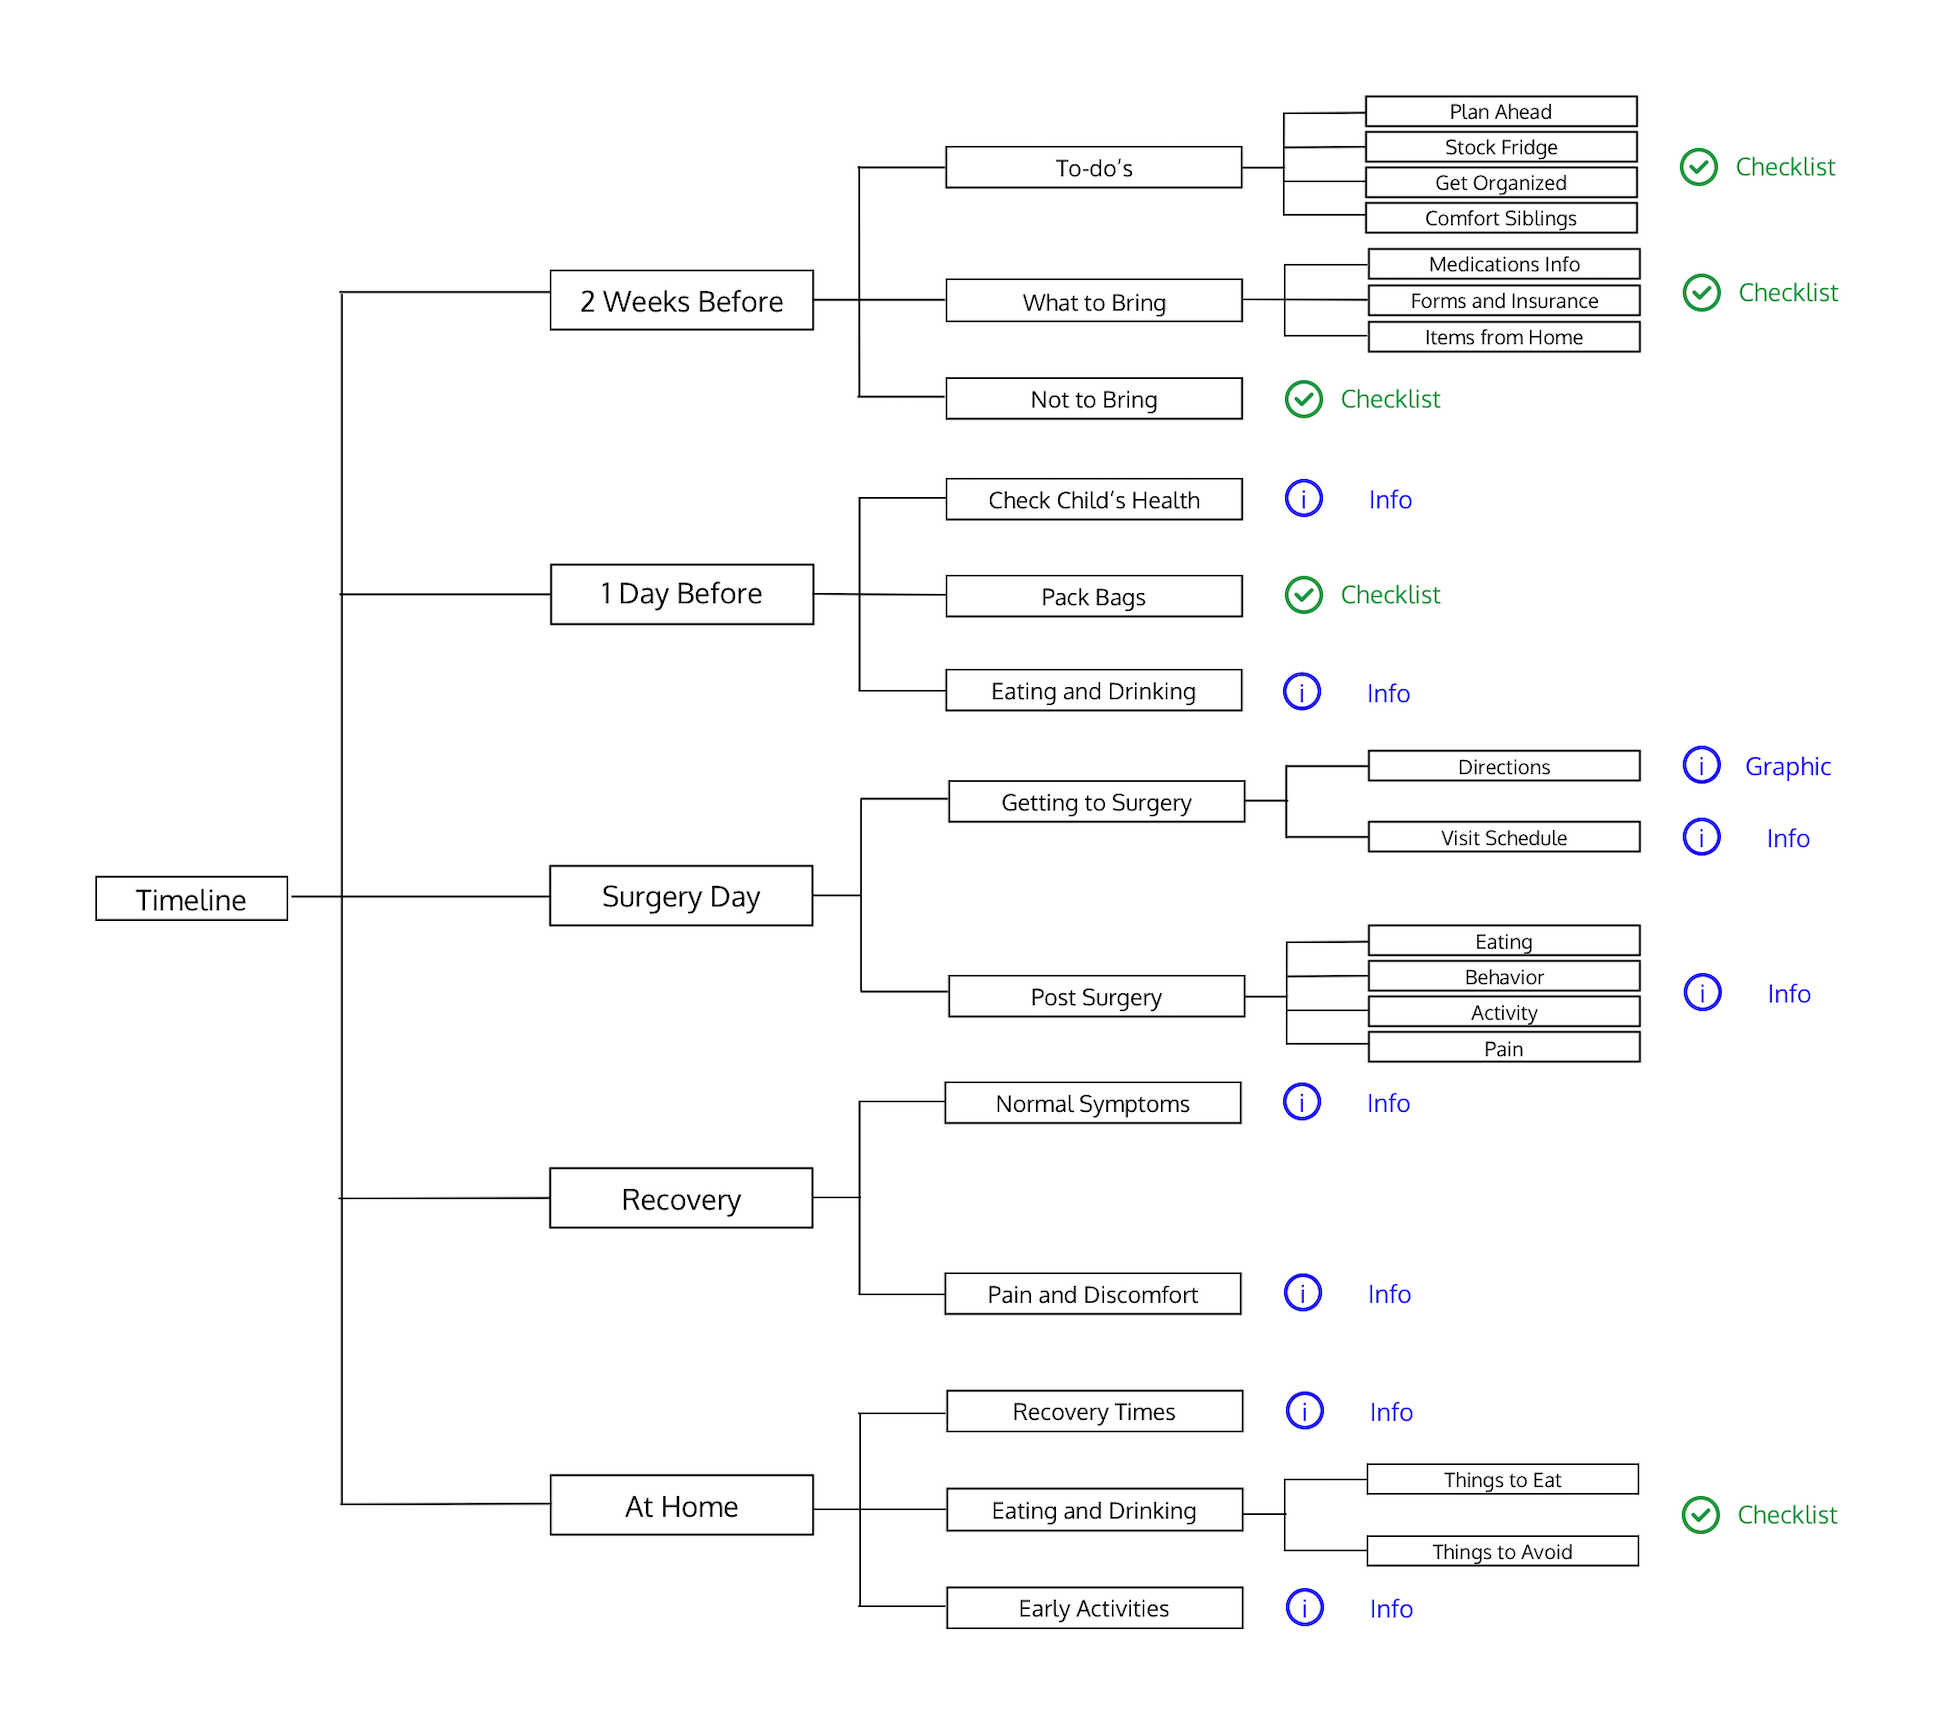 Timeline
2 Weeks Before
To-do’s
Plan Ahead
Stock Fridge
Get Organized
Comfort Siblings
Checklist
What to Bring
Medications Info
Forms and Insurance
Items from Home
Checklist
Not to Bring
Checklist
1 Day Before
Check Child’s Health
i Info
Pack Bags
Checklist
Eating and Drinking
i Info
Surgery Day
Getting to Surgery
Directions
i Graphic
Visit Schedule
i Info
Post Surgery
Eating
Behavior
Activity
Pain
i Info
Recovery
Normal Symptoms
i Info
Pain and Discomfort
i Info
At Home
Recovery Times
i Info
Eating and Drinking
Things to Eat
Things to Avoid
Checklist
Early Activities
i Info